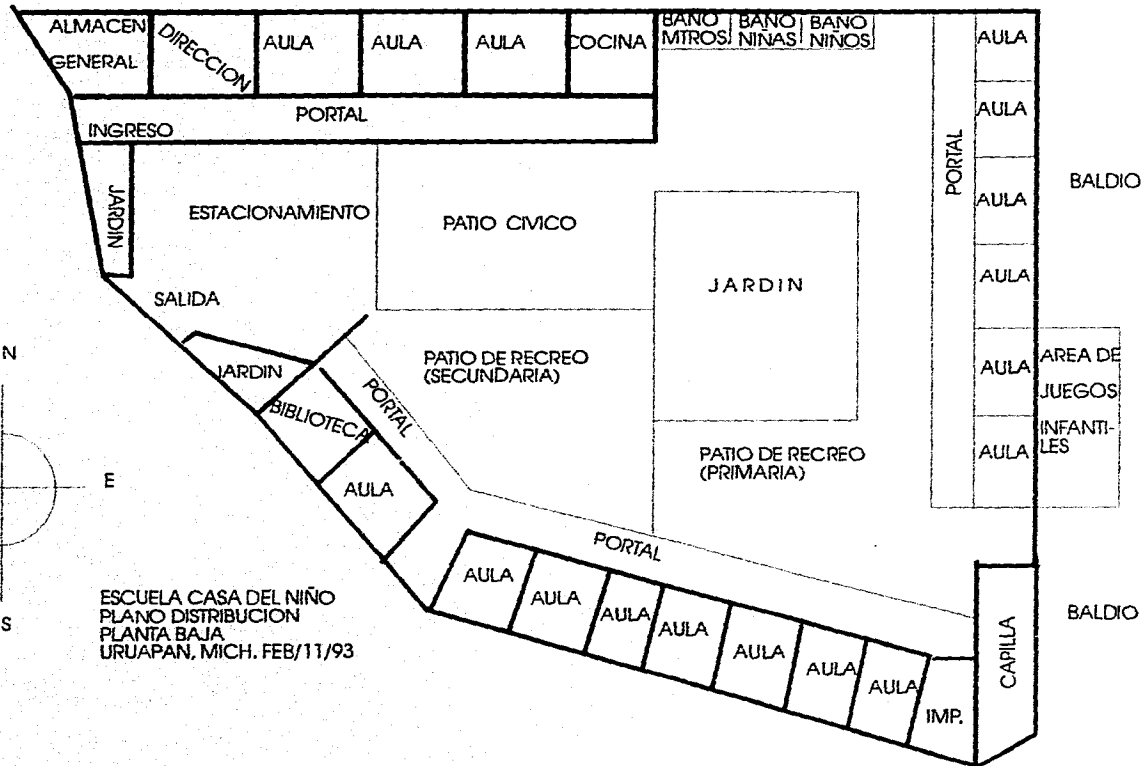 ALMACEN
GENERAL
DIRECCION
AULA
AULA
AULA
COCINA
BAÑO
MTROS
BAÑO
NIÑAS
BAÑO
NIÑOS
AULA
AULA
AULA
AULA
AULA
AULA
PORTAL
INGRESO
PORTAL
BALDIO
JARDIN
ESTACIONAMIENTO
PATIO CIVICO
JARDIN
SALIDA
JARDIN
PATIO DE RECREO
(SECUNDARIA)
PORTAL
BIBLIOTECA
AULA
PATIO DE RECREO
(PRIMARIA)
AREA DE
JUEGOS
INFANTI-
LES
N
E
S
PORTAL
AULA
AULA
AULA
AULA
AULA
AULA
AULA
IMP.
CAPILLA
BALDIO
ESCUELA CASA DEL NIÑO
PLANO DISTRIBUCION
PLANTA BAJA
URUAPAN, MICH. FEB/11/93